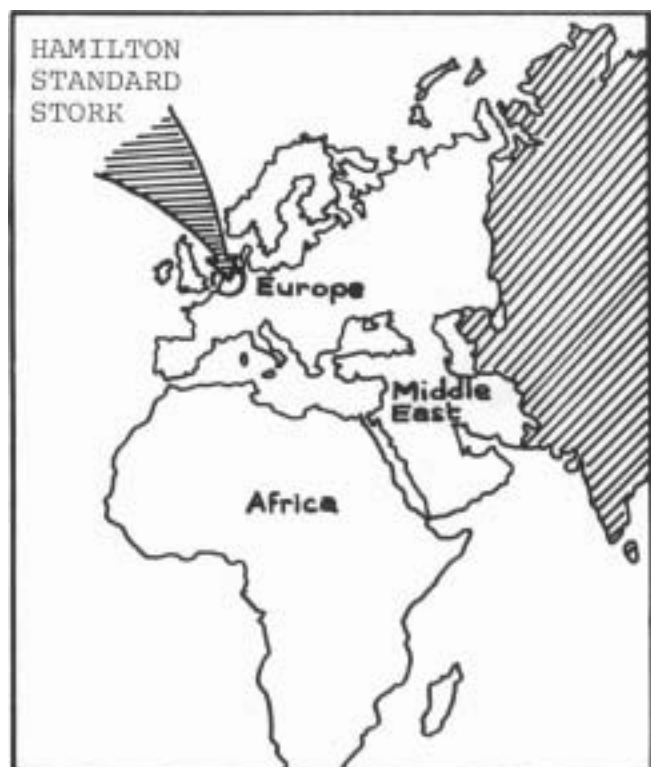 HAMILTON
STANDARD
STORK
Europe
Middle
East
Africa